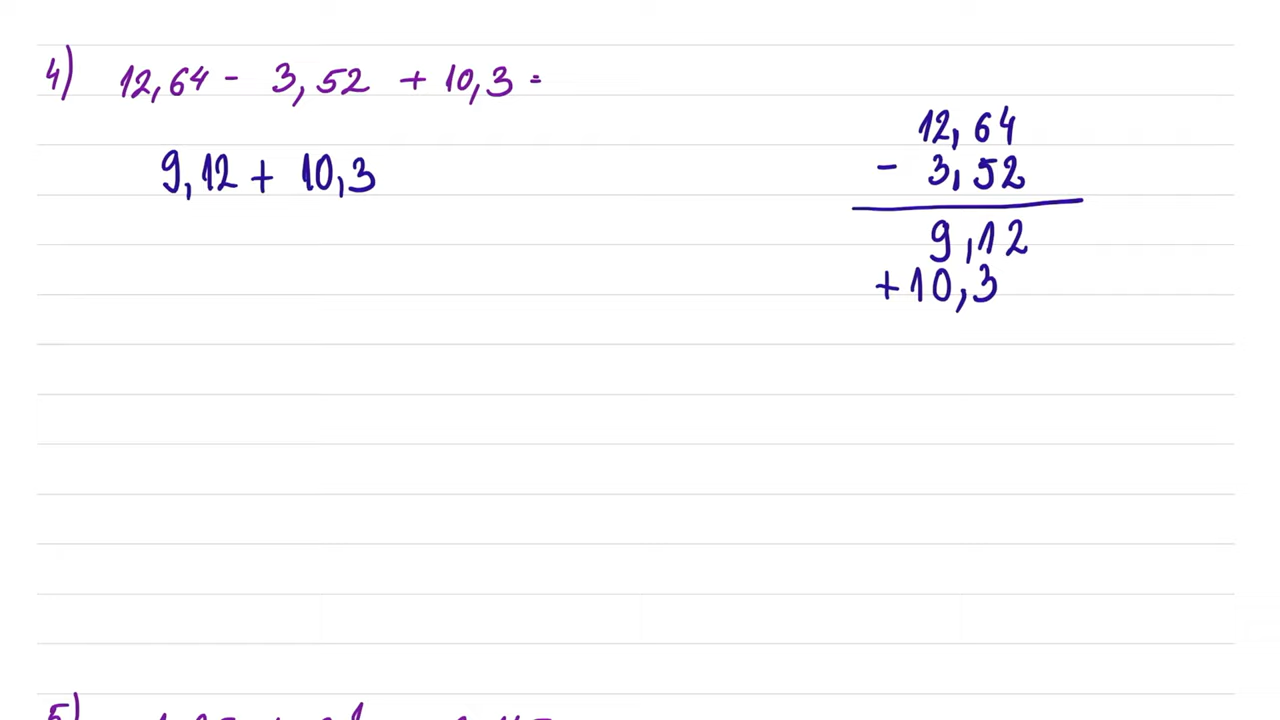 4) 12,64 - 3,52 + 10,3 =
9,12 + 10,3
12,64
- 3,52
9,12
+ 10,3
5)